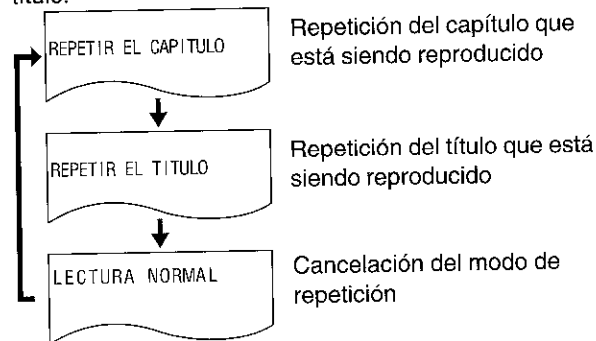 título.
REPETIR EL CAPITULO
Repetición del capítulo que
está siendo reproducido
REPETIR EL TITULO
Repetición del título que está
siendo reproducido
LECTURA NORMAL
Cancelación del modo de
repetición